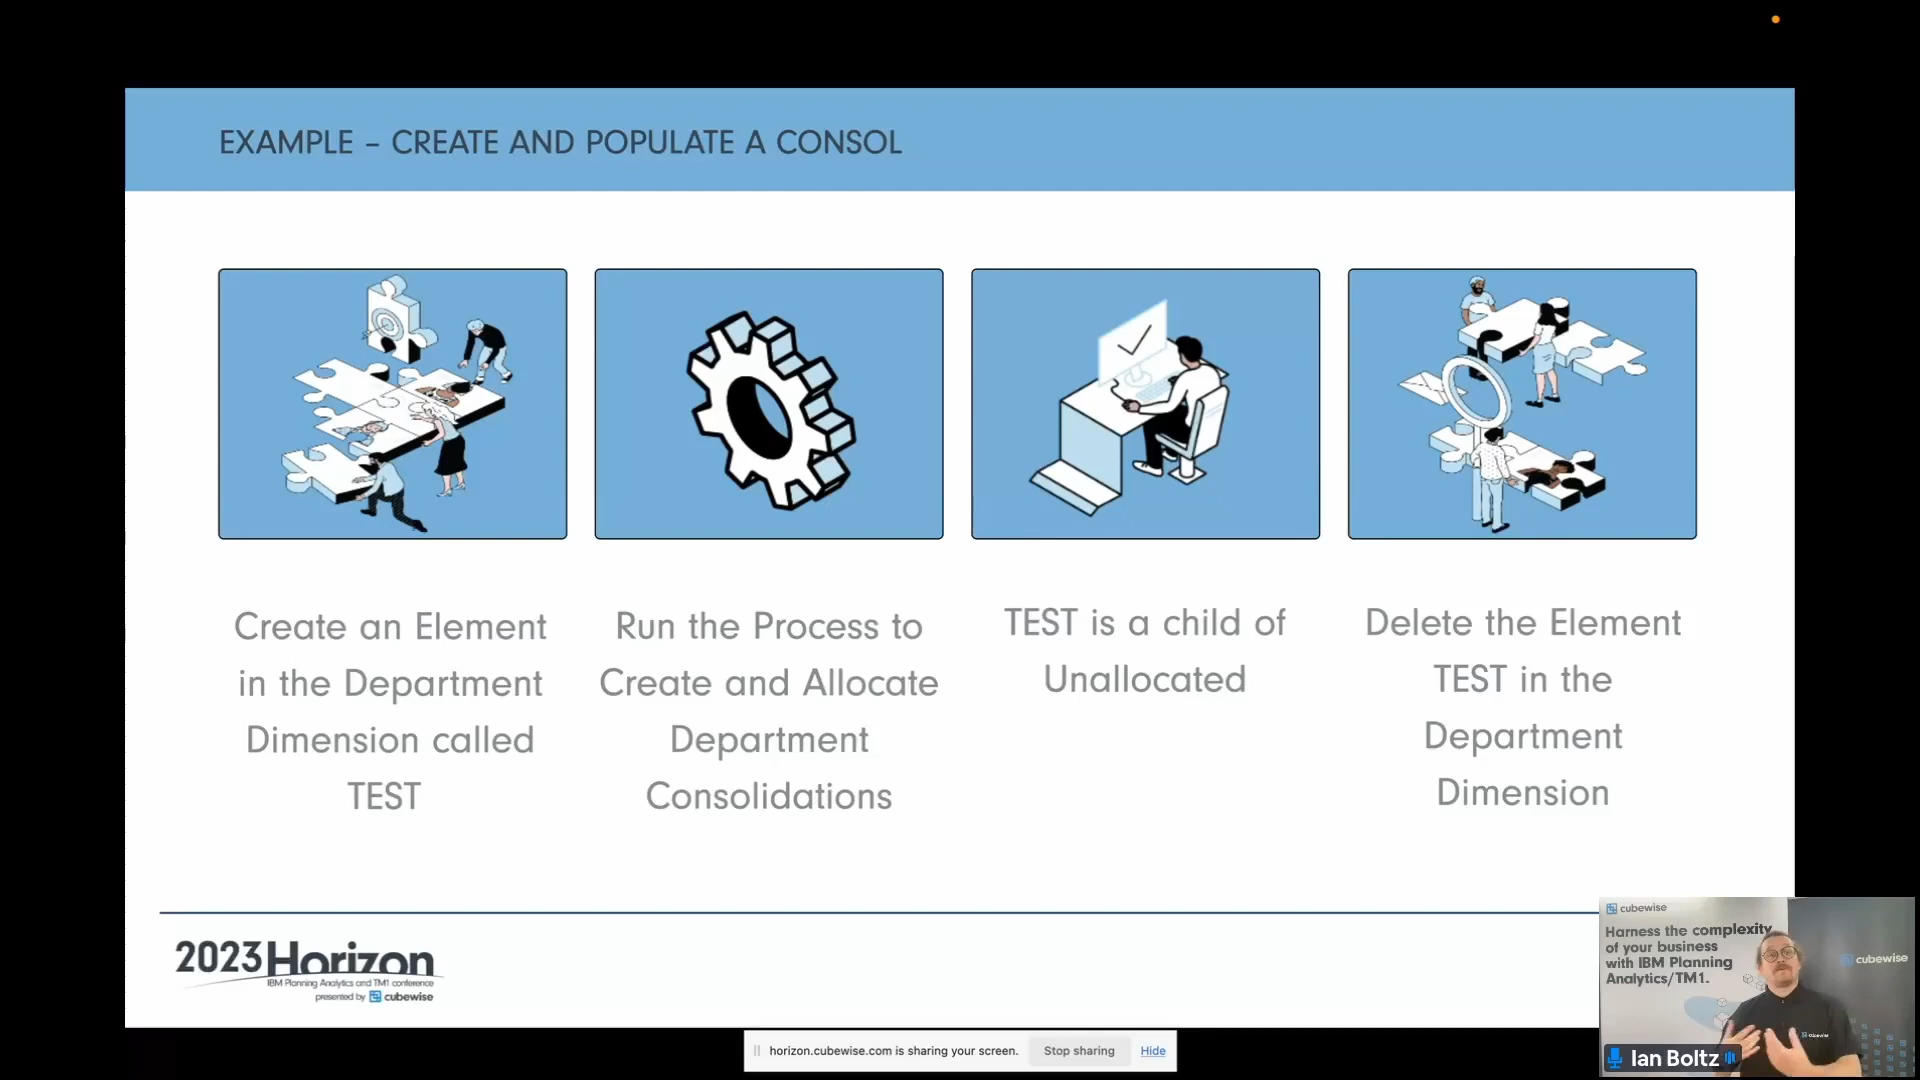 EXAMPLE – CREATE AND POPULATE A CONSOL
Create an Element
in the Department
Dimension called
TEST
Run the Process to
Create and Allocate
Department
Consolidations
TEST is a child of
Unallocated
Delete the Element
TEST in the
Department
Dimension
2023 Horizon
IBM Planning Analytics and TM1 conference
presented by cubewise
cubewise
Harness the complexity
of your business
with IBM Planning
Analytics/TM1.
cubewise
Ian Boltz
horizon.cubewise.com is sharing your screen.
Stop sharing
Hide